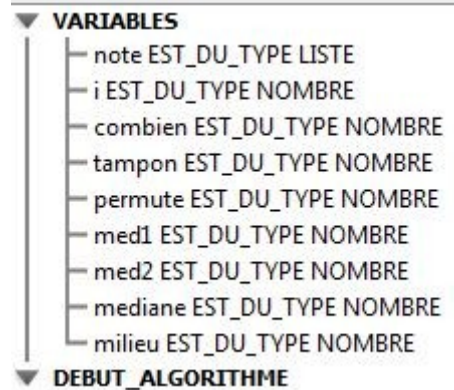 VARIABLES
note EST_DU_TYPE LISTE
i EST_DU_TYPE NOMBRE
combien EST_DU_TYPE NOMBRE
tampon EST_DU_TYPE NOMBRE
permute EST_DU_TYPE NOMBRE
med1 EST_DU_TYPE NOMBRE
med2 EST_DU_TYPE NOMBRE
mediane EST_DU_TYPE NOMBRE
milieu EST_DU_TYPE NOMBRE
DEBUT_ALGORITHME